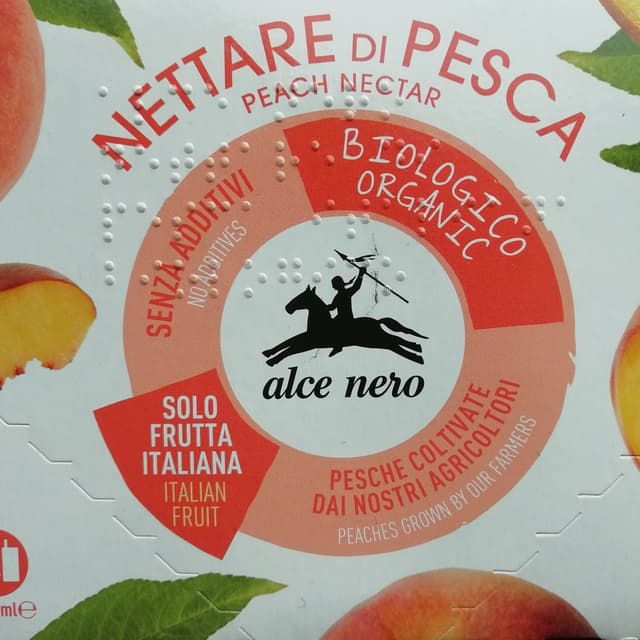 NETTARE DI PESCA
PEACH NECTAR
BIOLOGICO
ORGANIC
SENZA ADDITIVI
NO ADDITIVES
alce nero
SOLO
FRUTTA
ITALIANA
ITALIAN
FRUIT
PESCHE COLTIVATE
DAI NOSTRI AGRICOLTORI
PEACHES GROWN BY OUR FARMERS
ml℮